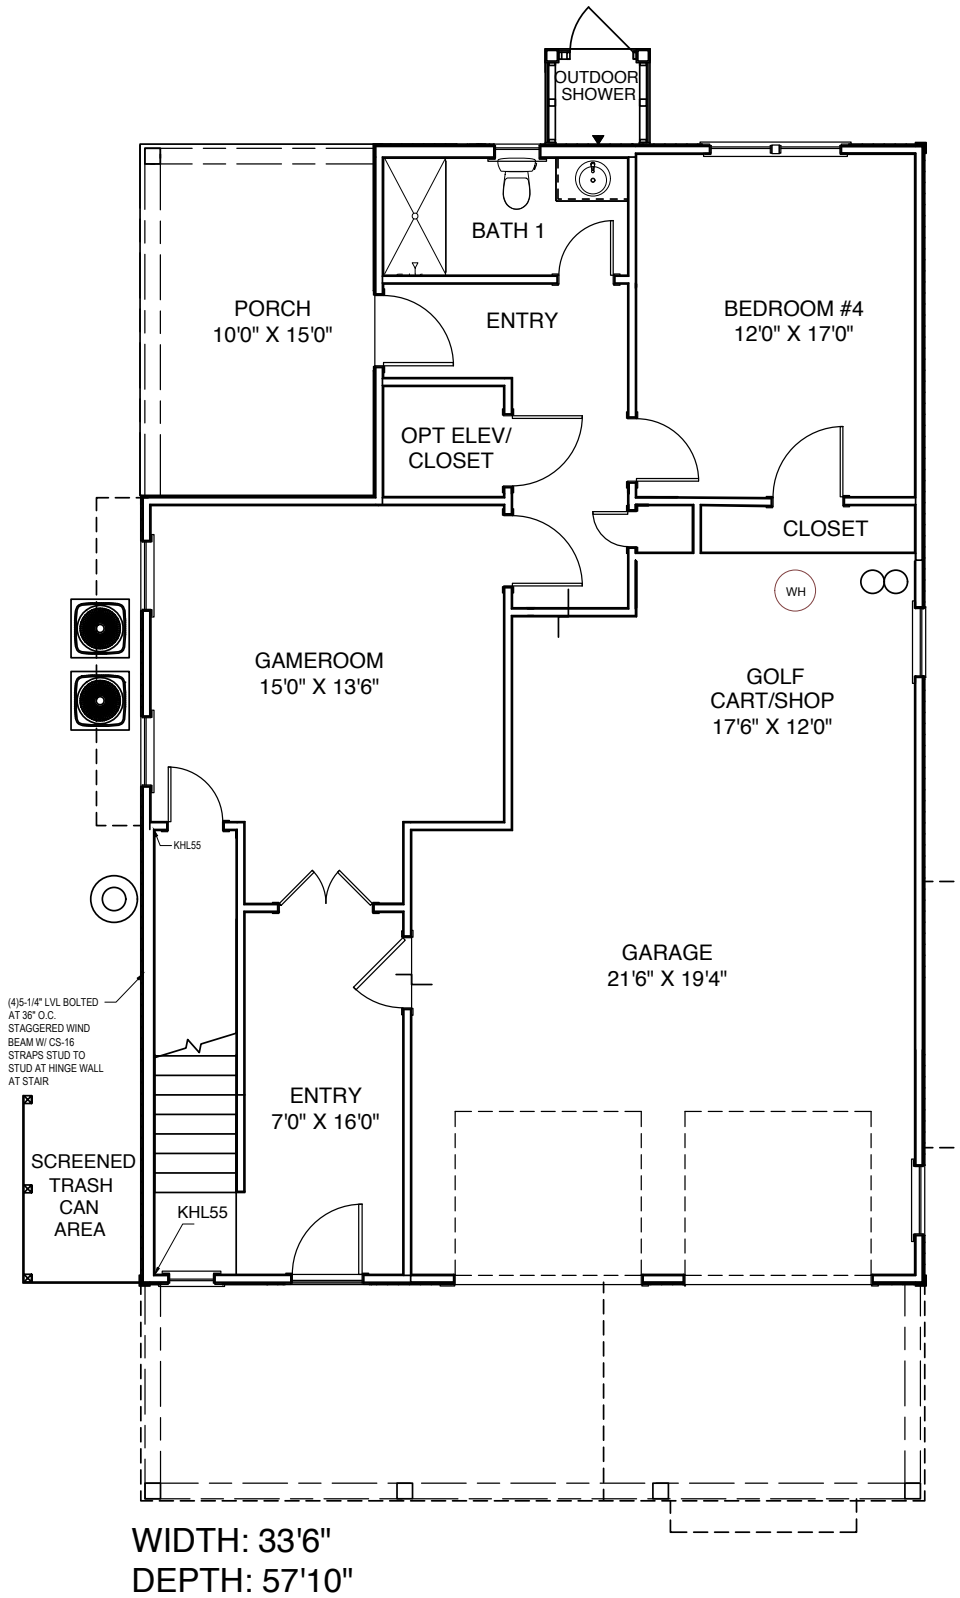 OUTDOOR
SHOWER
BATH 1
PORCH
10'0" X 15'0"
ENTRY
BEDROOM #4
12'0" X 17'0"
OPT ELEV/
CLOSET
CLOSET
WH
GAMEROOM
15'0" X 13'6"
GOLF
CART/SHOP
17'6" X 12'0"
KHL55
GARAGE
21'6" X 19'4"
(4)5-1/4" LVL BOLTED
AT 36" O.C.
STAGGERED WIND
BEAM W/ CS-16
STRAPS STUD TO
STUD AT HINGE WALL
AT STAIR
ENTRY
7'0" X 16'0"
SCREENED
TRASH
CAN
AREA
KHL55
WIDTH: 33'6"
DEPTH: 57'10"